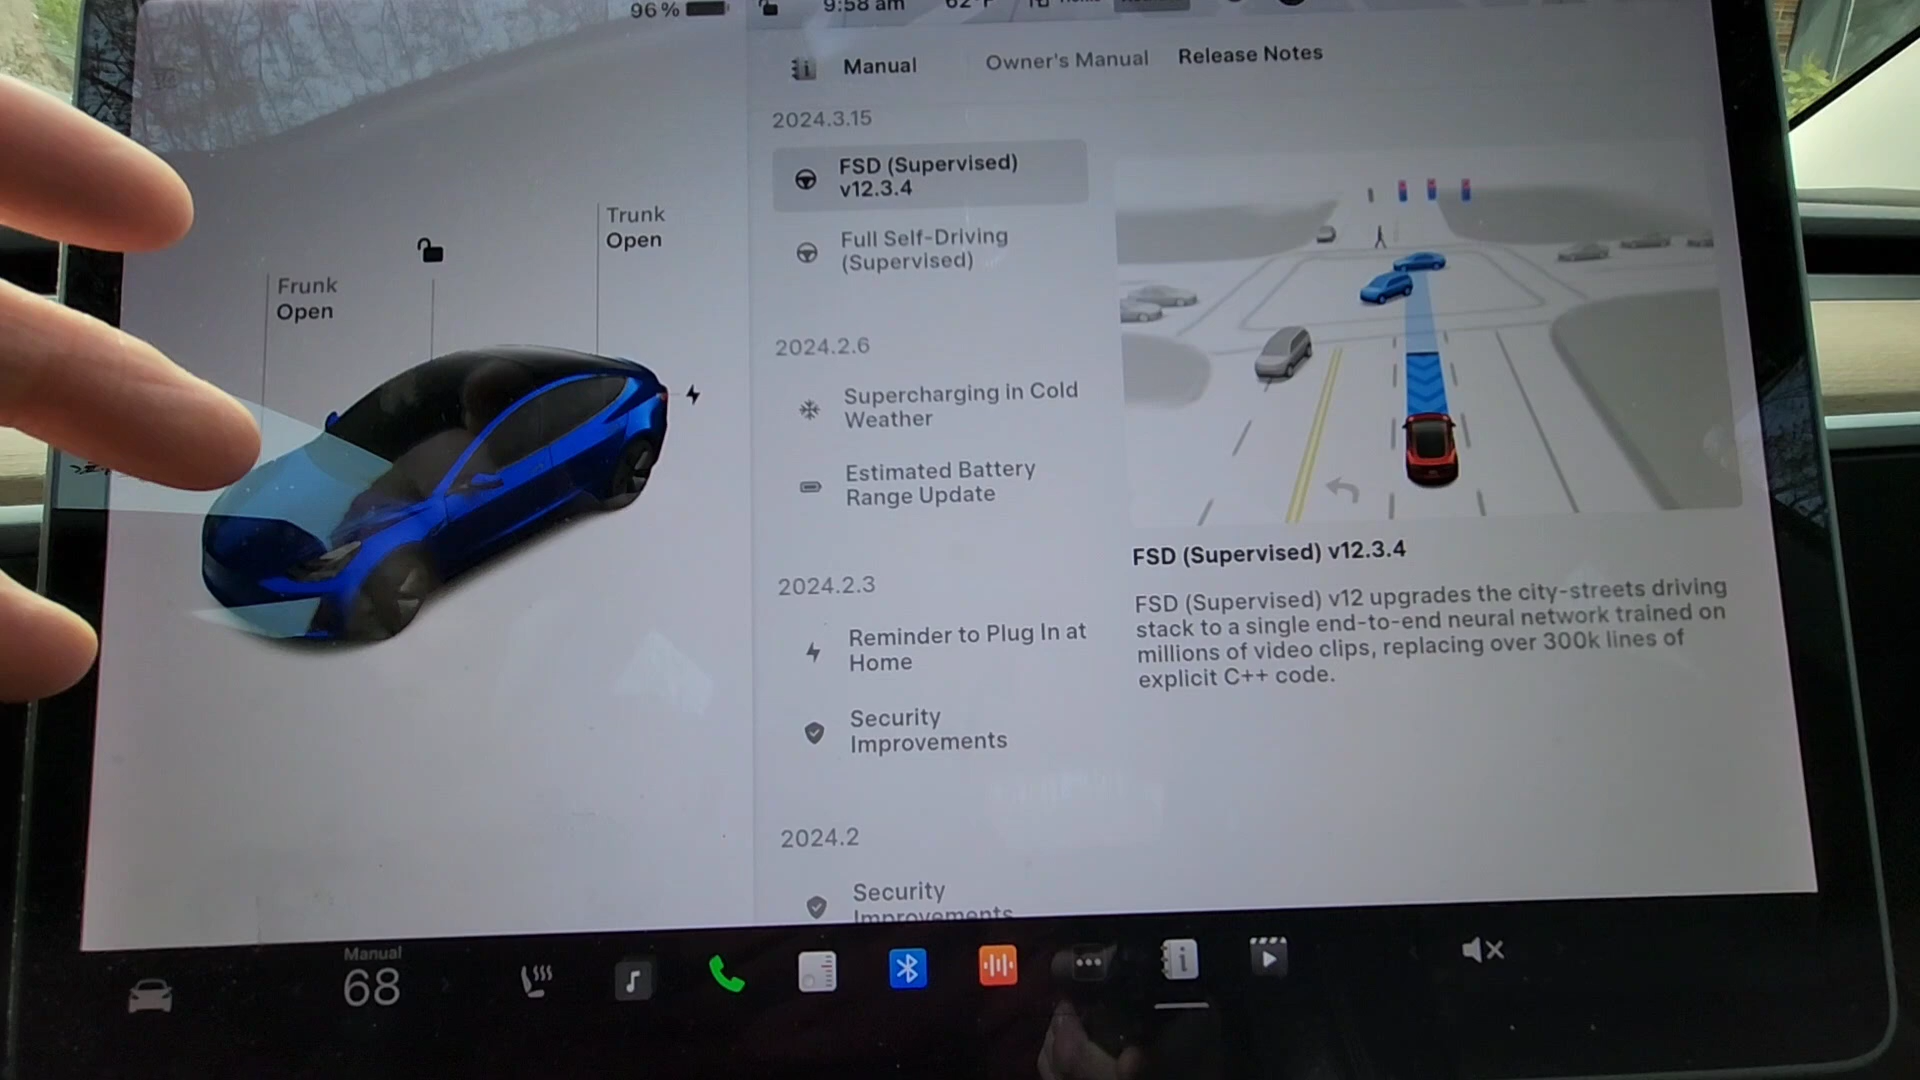 96%
9:58 am
62°F
Manual
Owner's Manual
Release Notes
2024.3.15
FSD (Supervised)
v12.3.4
Full Self-Driving
(Supervised)
2024.2.6
Supercharging in Cold
Weather
Estimated Battery
Range Update
2024.2.3
Reminder to Plug In at
Home
Security
Improvements
2024.2
Security
Improvements
Trunk
Open
Frunk
Open
FSD (Supervised) v12.3.4
FSD (Supervised) v12 upgrades the city-streets driving
stack to a single end-to-end neural network trained on
millions of video clips, replacing over 300k lines of
explicit C++ code.
Manual
68